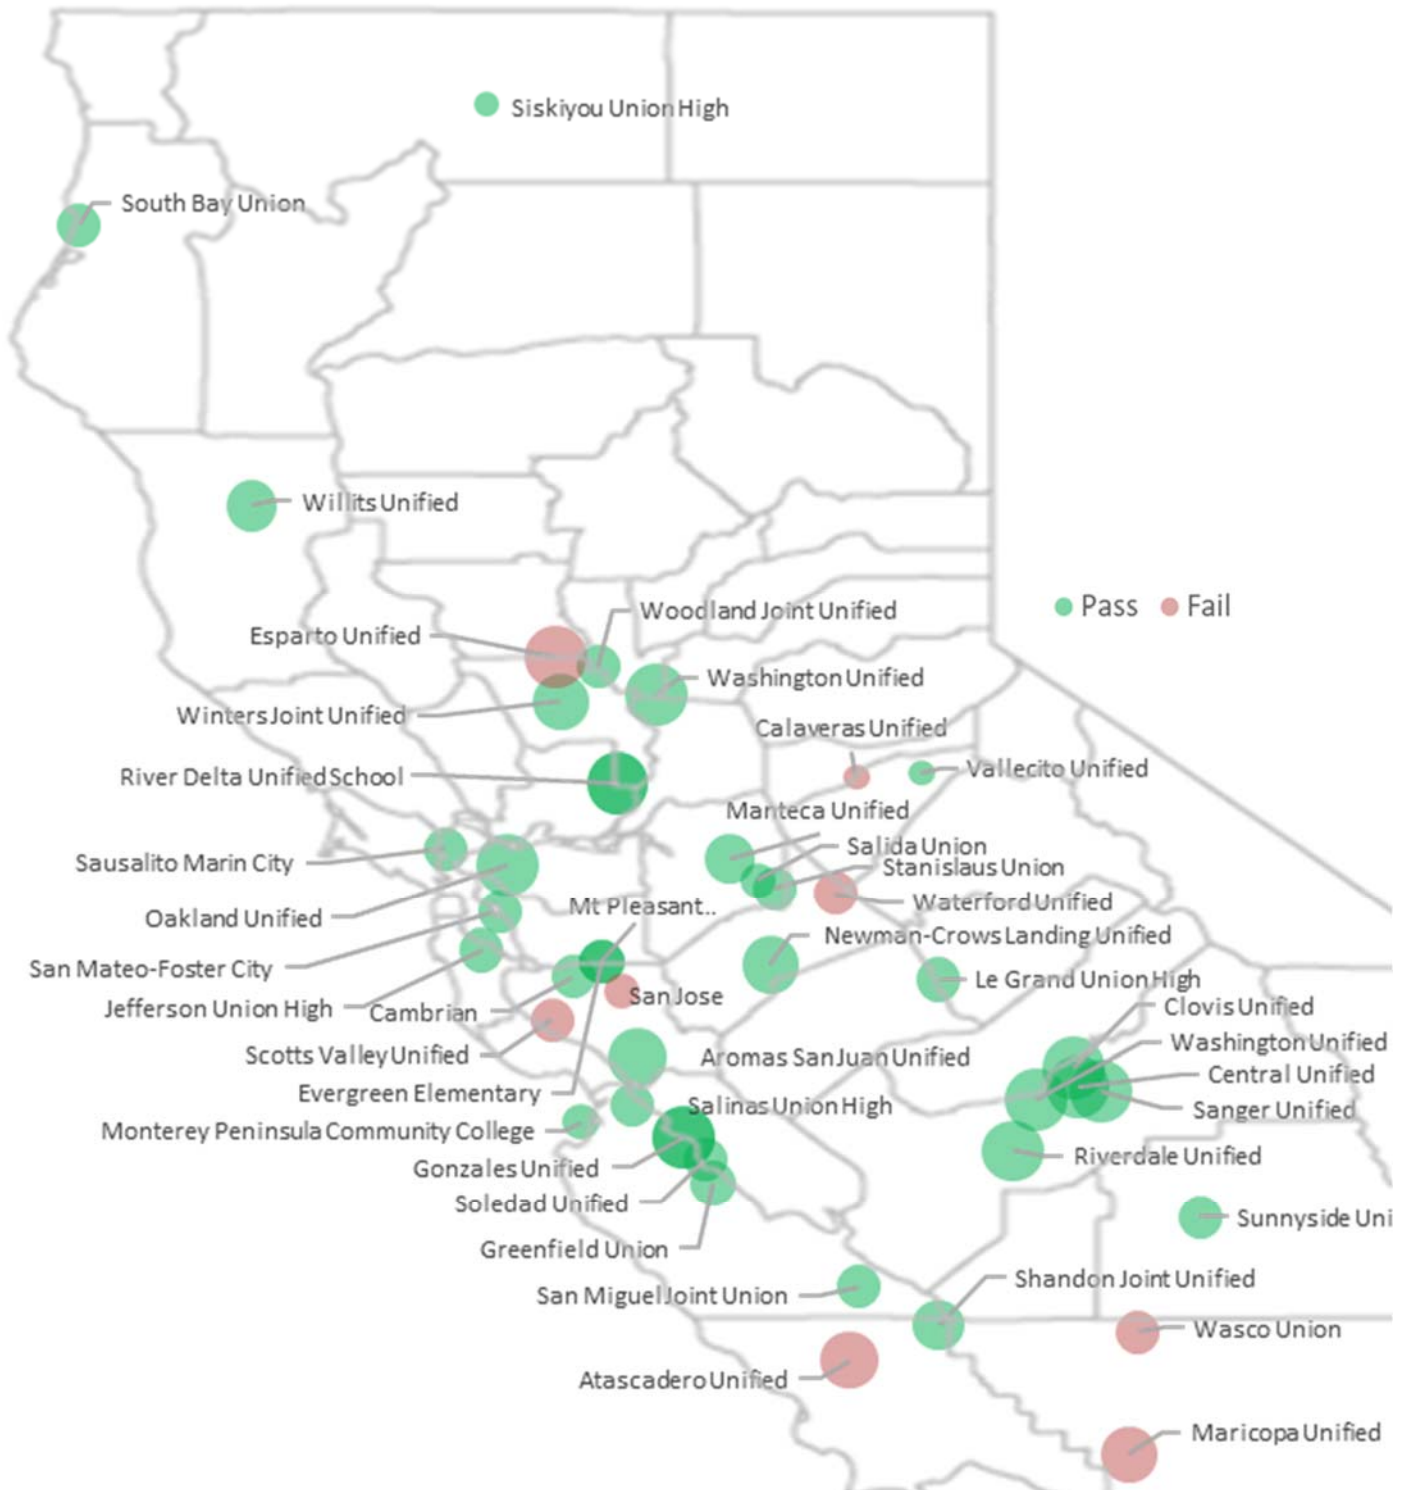 Siskiyou Union High
South Bay Union
Willits Unified
Pass Fail
Woodland Joint Unified
Esparto Unified
Washington Unified
Winters Joint Unified
Calaveras Unified
Vallecito Unified
River Delta Unified School
Manteca Unified
Salida Union
Sausalito Marin City
Stanislaus Union
Waterford Unified
Mt Pleasant..
Oakland Unified
Newman-Crows Landing Unified
San Mateo-Foster City
Le Grand Union High
San Jose
Jefferson Union High
Cambrian
Clovis Unified
Washington Unified
Scotts Valley Unified
Aromas San Juan Unified
Central Unified
Evergreen Elementary
Salinas Union High
Sanger Unified
Monterey Peninsula Community College
Riverdale Unified
Gonzales Unified
Soledad Unified
Sunnyside Uni
Greenfield Union
Shandon Joint Unified
San Miguel Joint Union
Wasco Union
Atascadero Unified
Maricopa Unified